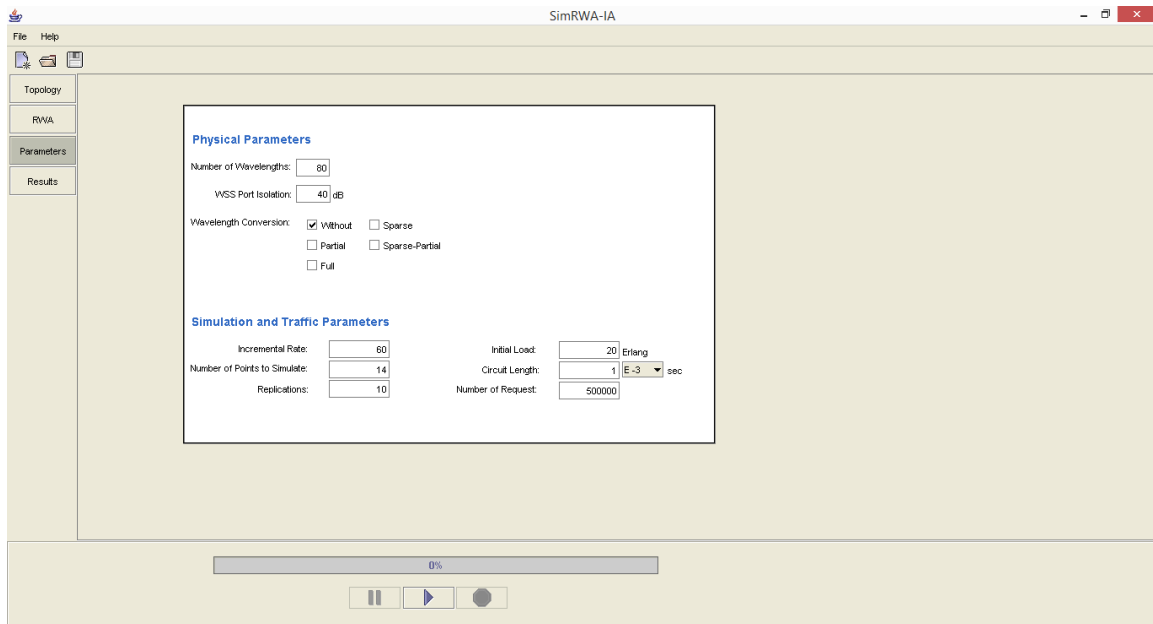 SimRWA-IA
File Help
Topology
RWA
Parameters
Results
Physical Parameters
Number of Wavelengths: 80
WSS Port Isolation: 40 dB
Wavelength Conversion: Without Sparse
Partial Sparse-Partial
Full
Simulation and Traffic Parameters
Incremental Rate: 60 Initial Load: 20 Erlang
Number of Points to Simulate: 14 Circuit Length: 1 E -3 sec
Replications: 10 Number of Request: 500000
0%